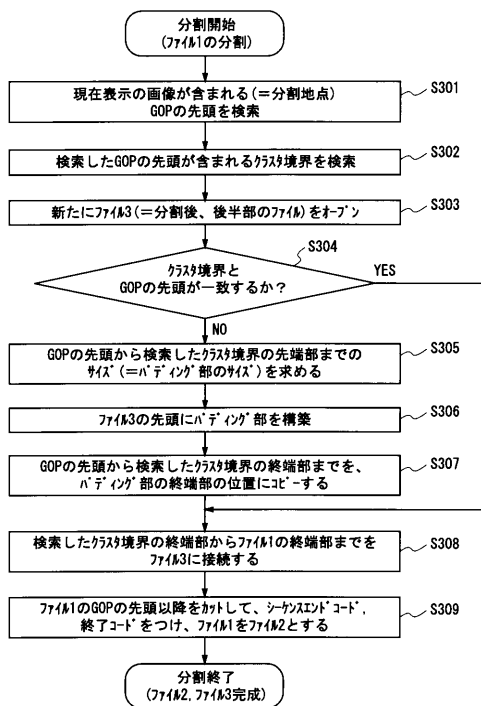 分割開始
(ﾌｧｲﾙ1の分割)
現在表示の画像が含まれる(=分割地点)
GOPの先頭を検索
S301
検索したGOPの先頭が含まれるｸﾗｽﾀ境界を検索
S302
新たにﾌｧｲﾙ3(=分割後、後半部のﾌｧｲﾙ)をｵｰﾌﾟﾝ
S303
S304
ｸﾗｽﾀ境界と
GOPの先頭が一致するか?
YES
NO
GOPの先頭から検索したｸﾗｽﾀ境界の先端部までの
ｻｲｽﾞ(=ﾊﾟﾃﾞｨﾝｸﾞ部のｻｲｽﾞ)を求める
S305
ﾌｧｲﾙ3の先頭にﾊﾟﾃﾞｨﾝｸﾞ部を構築
S306
GOPの先頭から検索したｸﾗｽﾀ境界の終端部までを、
ﾊﾟﾃﾞｨﾝｸﾞ部の終端部の位置にｺﾋﾟｰする
S307
検索したｸﾗｽﾀ境界の終端部からﾌｧｲﾙ1の終端部までを
ﾌｧｲﾙ3に接続する
S308
ﾌｧｲﾙ1のGOPの先頭以降をｶｯﾄして、ｼｰｹﾝｽｴﾝﾄﾞｺｰﾄﾞ,
終了ｺｰﾄﾞをつけ、ﾌｧｲﾙ1をﾌｧｲﾙ2とする
S309
分割終了
(ﾌｧｲﾙ2,ﾌｧｲﾙ3完成)